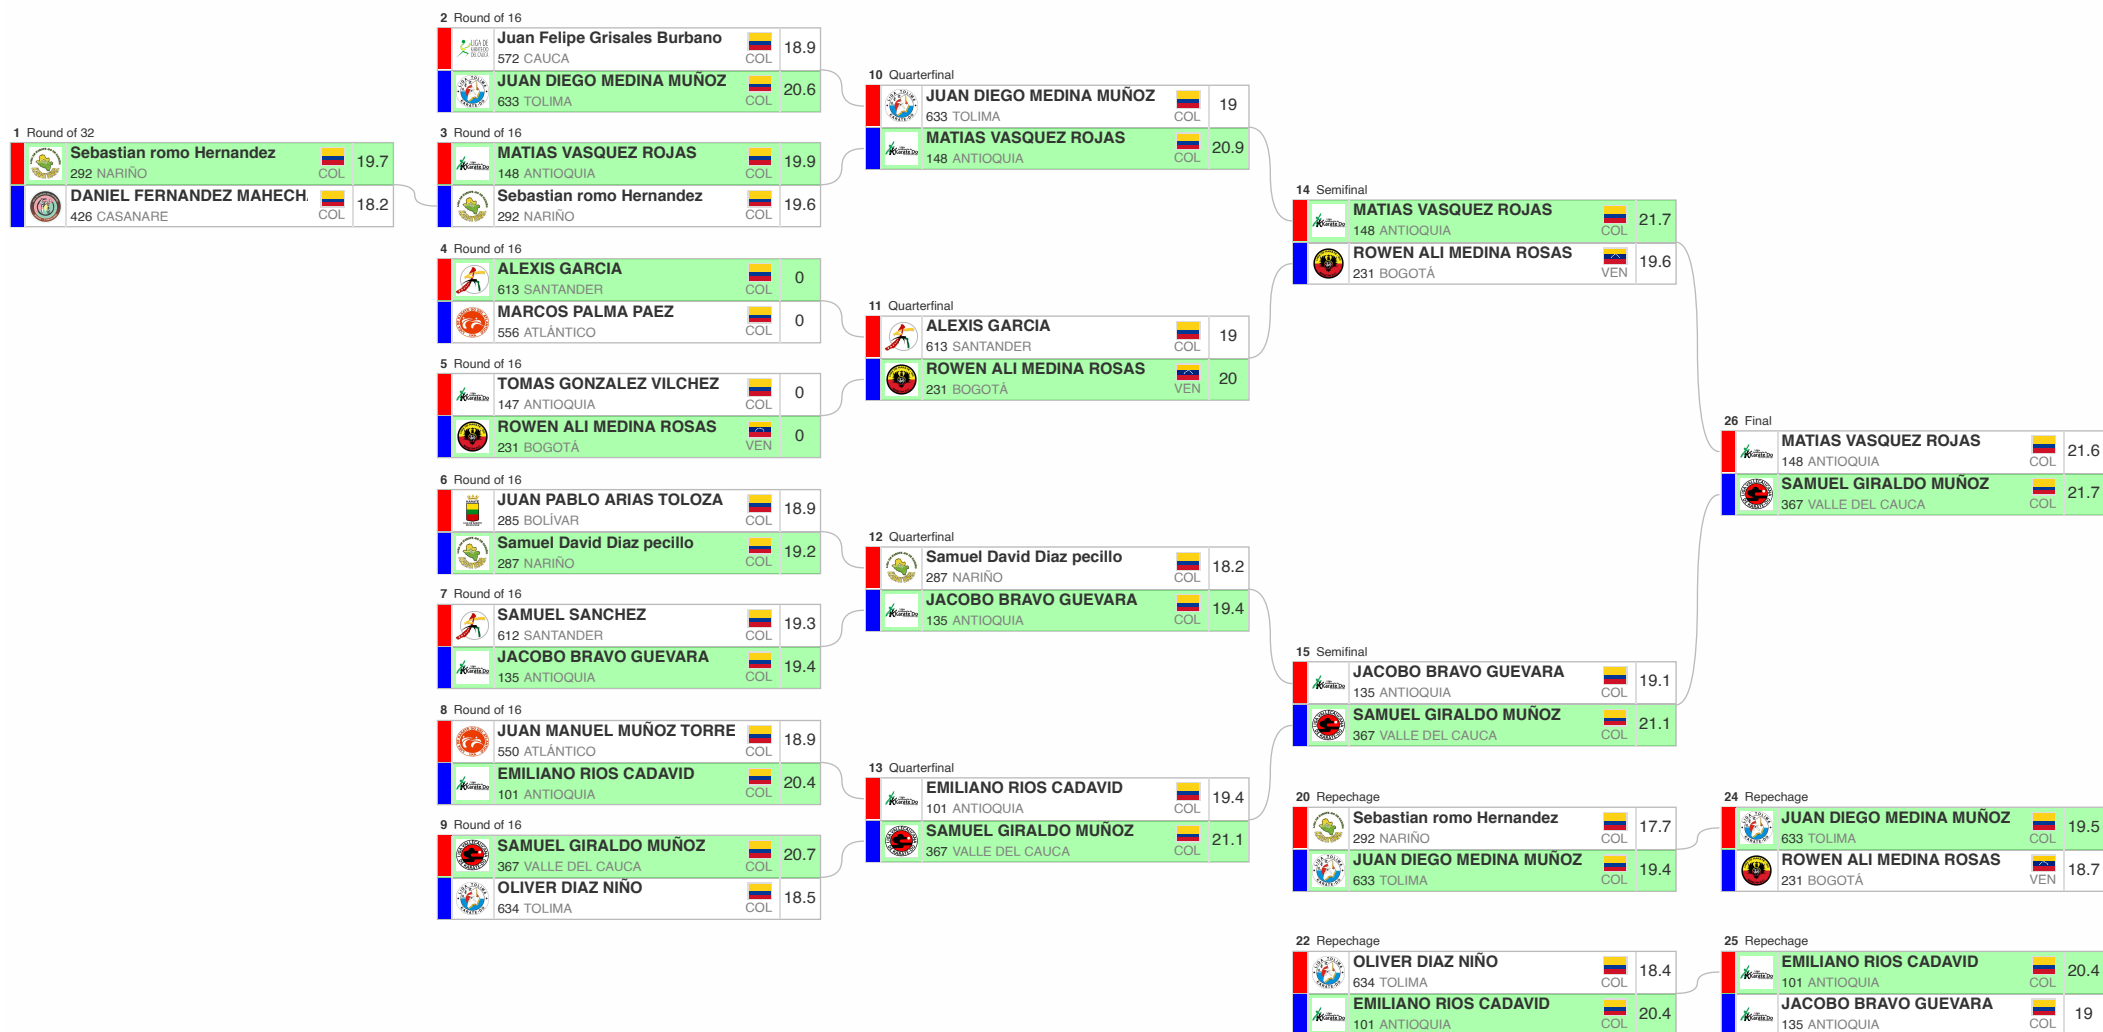 1 Round of 32
Sebastian romo Hernandez
292 NARIÑO
COL
19.7
DANIEL FERNANDEZ MAHECH.
426 CASANARE
COL
18.2
2 Round of 16
Juan Felipe Grisales Burbano
572 CAUCA
COL
18.9
JUAN DIEGO MEDINA MUÑOZ
633 TOLIMA
COL
20.6
3 Round of 16
MATIAS VASQUEZ ROJAS
148 ANTIOQUIA
COL
19.9
Sebastian romo Hernandez
292 NARIÑO
COL
19.6
4 Round of 16
ALEXIS GARCIA
613 SANTANDER
COL
0
MARCOS PALMA PAEZ
556 ATLÁNTICO
COL
0
5 Round of 16
TOMAS GONZALEZ VILCHEZ
147 ANTIOQUIA
COL
0
ROWEN ALI MEDINA ROSAS
231 BOGOTÁ
VEN
0
6 Round of 16
JUAN PABLO ARIAS TOLOZA
285 BOLÍVAR
COL
18.9
Samuel David Diaz pecillo
287 NARIÑO
COL
19.2
7 Round of 16
SAMUEL SANCHEZ
612 SANTANDER
COL
19.3
JACOBO BRAVO GUEVARA
135 ANTIOQUIA
COL
19.4
8 Round of 16
JUAN MANUEL MUÑOZ TORRE
550 ATLÁNTICO
COL
18.9
EMILIANO RIOS CADAVID
101 ANTIOQUIA
COL
20.4
9 Round of 16
SAMUEL GIRALDO MUÑOZ
367 VALLE DEL CAUCA
COL
20.7
OLIVER DIAZ NIÑO
634 TOLIMA
COL
18.5
10 Quarterfinal
JUAN DIEGO MEDINA MUÑOZ
633 TOLIMA
COL
19
MATIAS VASQUEZ ROJAS
148 ANTIOQUIA
COL
20.9
11 Quarterfinal
ALEXIS GARCIA
613 SANTANDER
COL
19
ROWEN ALI MEDINA ROSAS
231 BOGOTÁ
VEN
20
12 Quarterfinal
Samuel David Diaz pecillo
287 NARIÑO
COL
18.2
JACOBO BRAVO GUEVARA
135 ANTIOQUIA
COL
19.4
13 Quarterfinal
EMILIANO RIOS CADAVID
101 ANTIOQUIA
COL
19.4
SAMUEL GIRALDO MUÑOZ
367 VALLE DEL CAUCA
COL
21.1
14 Semifinal
MATIAS VASQUEZ ROJAS
148 ANTIOQUIA
COL
21.7
ROWEN ALI MEDINA ROSAS
231 BOGOTÁ
VEN
19.6
15 Semifinal
JACOBO BRAVO GUEVARA
135 ANTIOQUIA
COL
19.1
SAMUEL GIRALDO MUÑOZ
367 VALLE DEL CAUCA
COL
21.1
26 Final
MATIAS VASQUEZ ROJAS
148 ANTIOQUIA
COL
21.6
SAMUEL GIRALDO MUÑOZ
367 VALLE DEL CAUCA
COL
21.7
20 Repechage
Sebastian romo Hernandez
292 NARIÑO
COL
17.7
JUAN DIEGO MEDINA MUÑOZ
633 TOLIMA
COL
19.4
24 Repechage
JUAN DIEGO MEDINA MUÑOZ
633 TOLIMA
COL
19.5
ROWEN ALI MEDINA ROSAS
231 BOGOTÁ
VEN
18.7
22 Repechage
OLIVER DIAZ NIÑO
634 TOLIMA
COL
18.4
EMILIANO RIOS CADAVID
101 ANTIOQUIA
COL
20.4
25 Repechage
EMILIANO RIOS CADAVID
101 ANTIOQUIA
COL
20.4
JACOBO BRAVO GUEVARA
135 ANTIOQUIA
COL
19